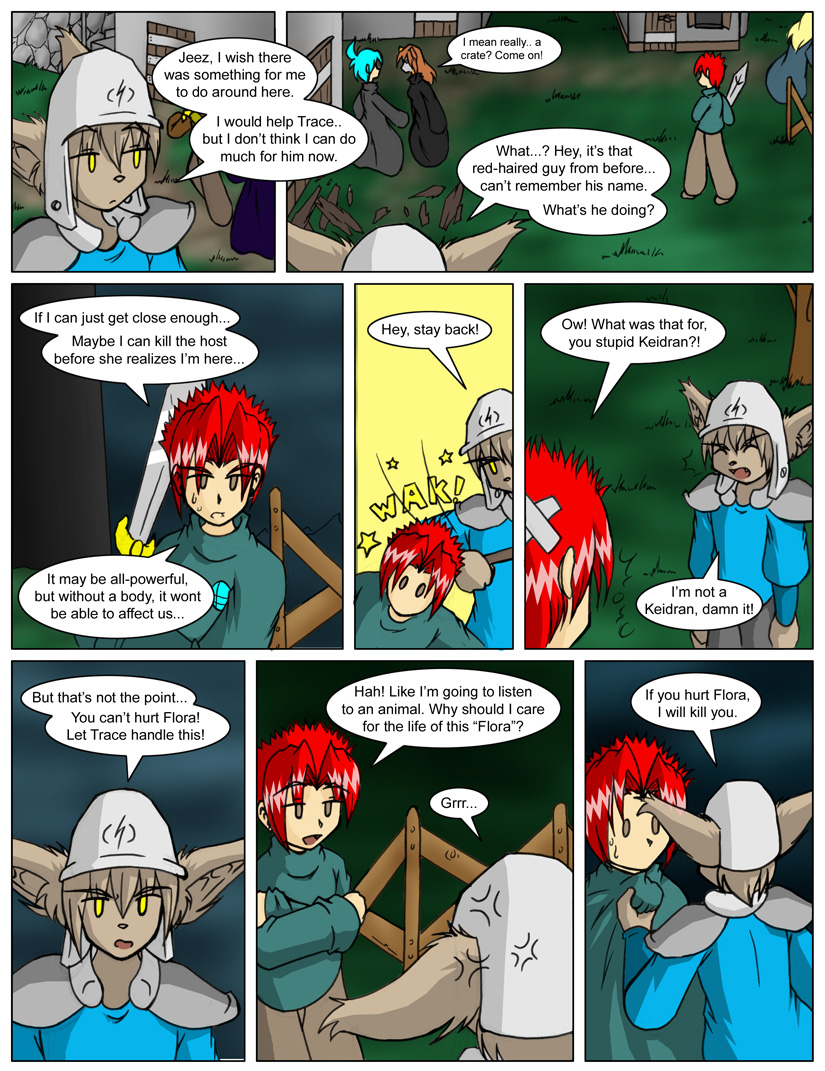 Jeez, I wish there
was something for me
to do around here.
I would help Trace..
but I don't think I can do
much for him now.
I mean really.. a
crate? Come on!
What...? Hey, it's that
red-haired guy from before...
can't remember his name.
What's he doing?
If I can just get close enough...
Maybe I can kill the host
before she realizes I'm here...
It may be all-powerful,
but without a body, it wont
be able to affect us...
Hey, stay back!
WAK!
Ow! What was that for,
you stupid Keidran?!
I'm not a
Keidran, damn it!
But that's not the point...
You can't hurt Flora!
Let Trace handle this!
Hah! Like I'm going to listen
to an animal. Why should I care
for the life of this "Flora"?
Grrr...
If you hurt Flora,
I will kill you.